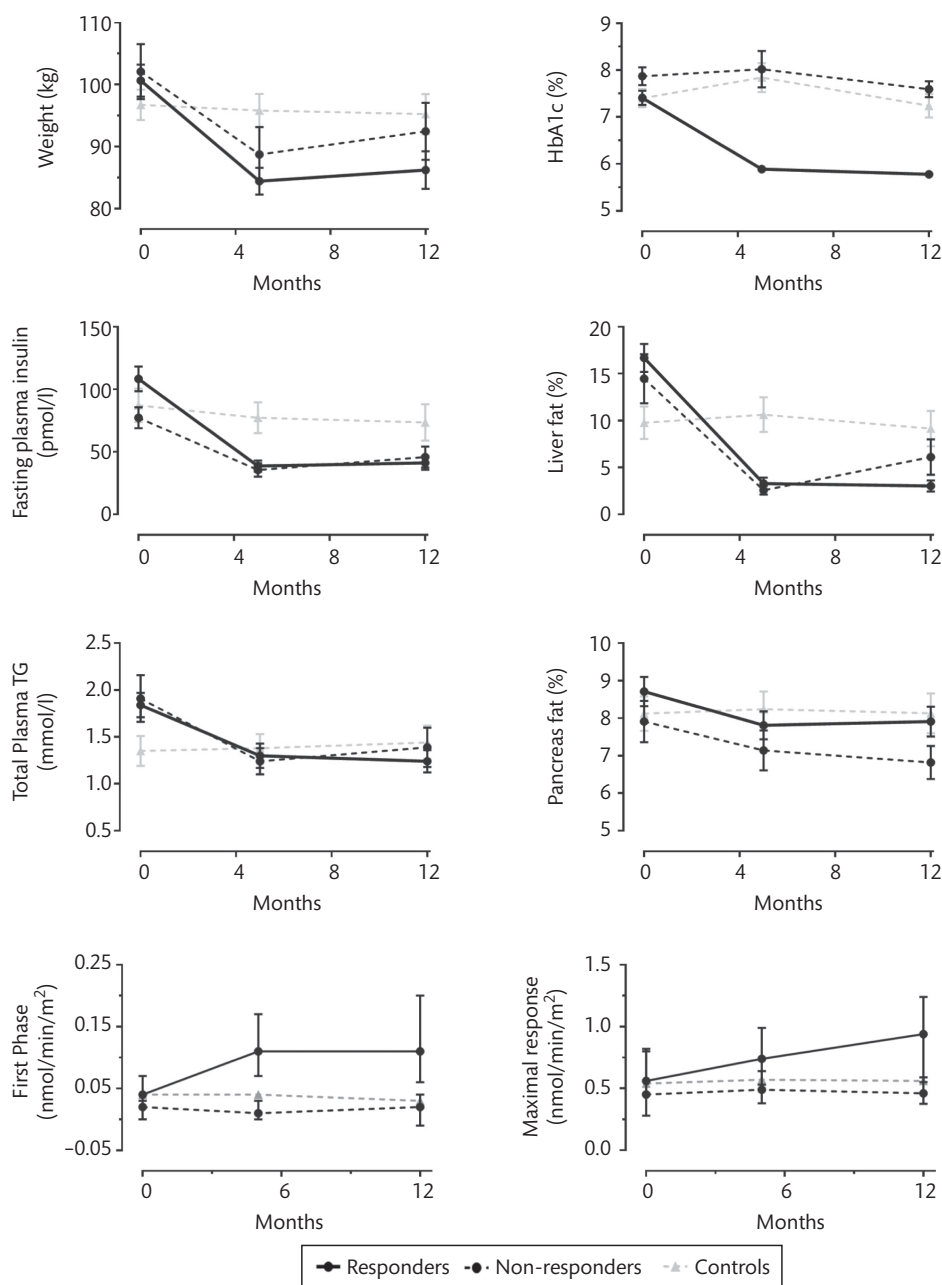 110
100
90
80
Weight (kg)
0 4 8 12
Months
9
8
7
6
5
HbA1c (%)
0 4 8 12
Months
150
100
50
0
Fasting plasma insulin
(pmol/l)
0 4 8 12
Months
20
15
10
5
0
Liver fat (%)
0 4 8 12
Months
2.5
2.0
1.5
1.0
0.5
Total Plasma TG
(mmol/l)
0 4 8 12
Months
10
9
8
7
6
5
Pancreas fat (%)
0 4 8 12
Months
0.25
0.15
0.05
–0.05
First Phase
(nmol/min/m²)
0 6 12
Months
1.5
1.0
0.5
0.0
Maximal response
(nmol/min/m²)
0 6 12
Months
Responders Non-responders Controls